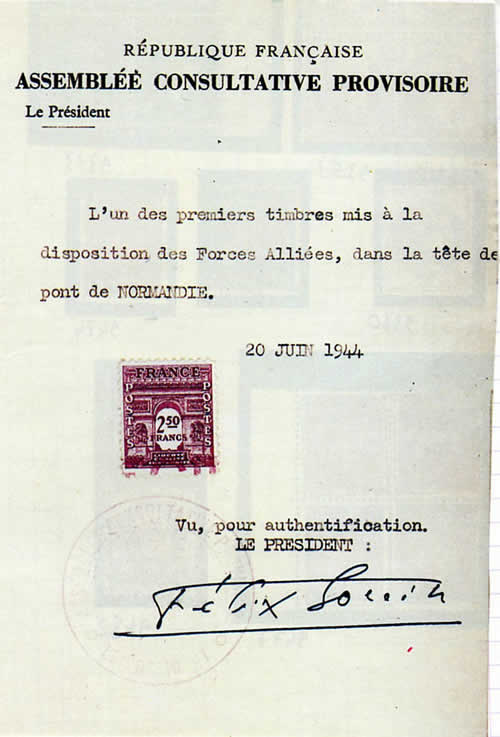 RÉPUBLIQUE FRANÇAISE
ASSEMBLÉE CONSULTATIVE PROVISOIRE
Le Président
L'un des premiers timbres mis à la
disposition des Forces Alliées, dans la tête de
pont de NORMANDIE.
20 JUIN 1944
FRANCE
POSTES
2,50
FRANCS
POSTES
Vu, pour authentification.
LE PRESIDENT :
Félix